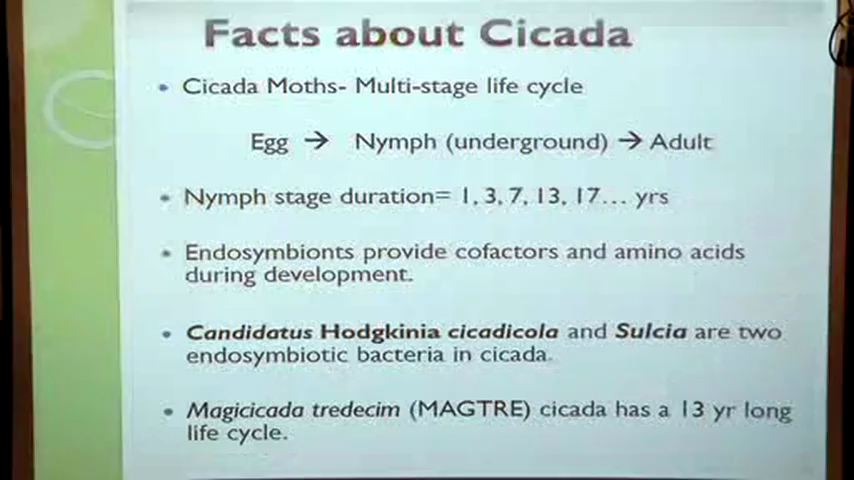 Facts about Cicada
Cicada Moths- Multi-stage life cycle
Egg → Nymph (underground) → Adult
Nymph stage duration= 1, 3, 7, 13, 17... yrs
Endosymbionts provide cofactors and amino acids
during development.
Candidatus Hodgkinia cicadicola and Sulcia are two
endosymbiotic bacteria in cicada.
Magicicada tredecim (MAGTRE) cicada has a 13 yr long
life cycle.